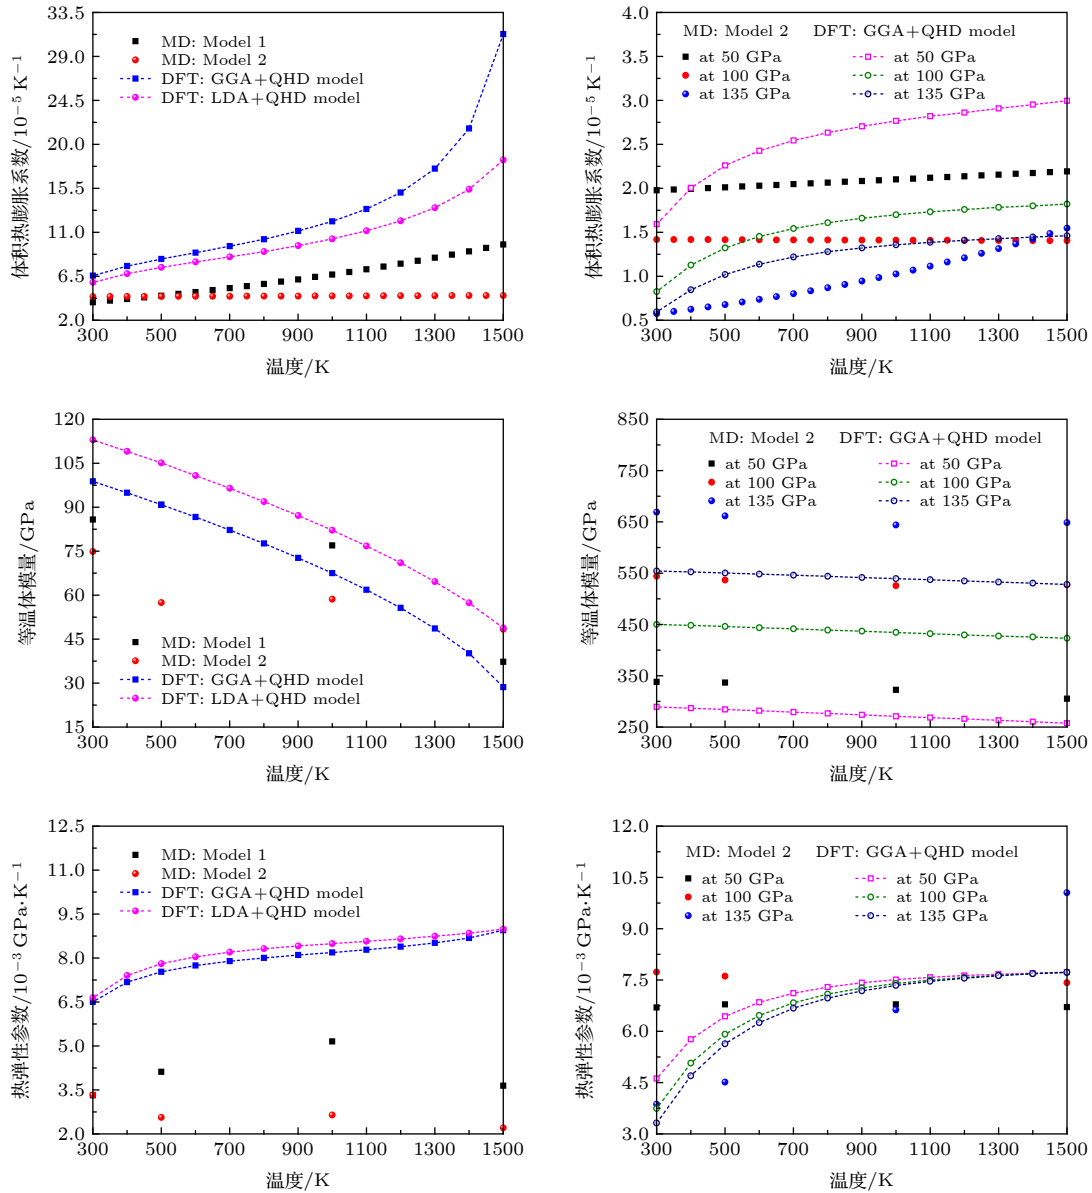 33.5
29.0
24.5
20.0
15.5
11.0
6.5
2.0
体积热膨胀系数/10⁻⁵ K⁻¹
MD: Model 1
MD: Model 2
DFT: GGA+QHD model
DFT: LDA+QHD model
300 500 700 900 1100 1300 1500
温度/K
4.0
3.5
3.0
2.5
2.0
1.5
1.0
0.5
体积热膨胀系数/10⁻⁵ K⁻¹
MD: Model 2 DFT: GGA+QHD model
at 50 GPa at 50 GPa
at 100 GPa at 100 GPa
at 135 GPa at 135 GPa
300 500 700 900 1100 1300 1500
温度/K
120
105
90
75
60
45
30
15
等温体模量/GPa
MD: Model 1
MD: Model 2
DFT: GGA+QHD model
DFT: LDA+QHD model
300 500 700 900 1100 1300 1500
温度/K
850
750
650
550
450
350
250
等温体模量/GPa
MD: Model 2 DFT: GGA+QHD model
at 50 GPa at 50 GPa
at 100 GPa at 100 GPa
at 135 GPa at 135 GPa
300 500 700 900 1100 1300 1500
温度/K
12.5
11.0
9.5
8.0
6.5
5.0
3.5
2.0
热弹性参数/10⁻³ GPa·K⁻¹
MD: Model 1
MD: Model 2
DFT: GGA+QHD model
DFT: LDA+QHD model
300 500 700 900 1100 1300 1500
温度/K
12.0
10.5
9.0
7.5
6.0
4.5
3.0
热弹性参数/10⁻³ GPa·K⁻¹
MD: Model 2 DFT: GGA+QHD model
at 50 GPa at 50 GPa
at 100 GPa at 100 GPa
at 135 GPa at 135 GPa
300 500 700 900 1100 1300 1500
温度/K